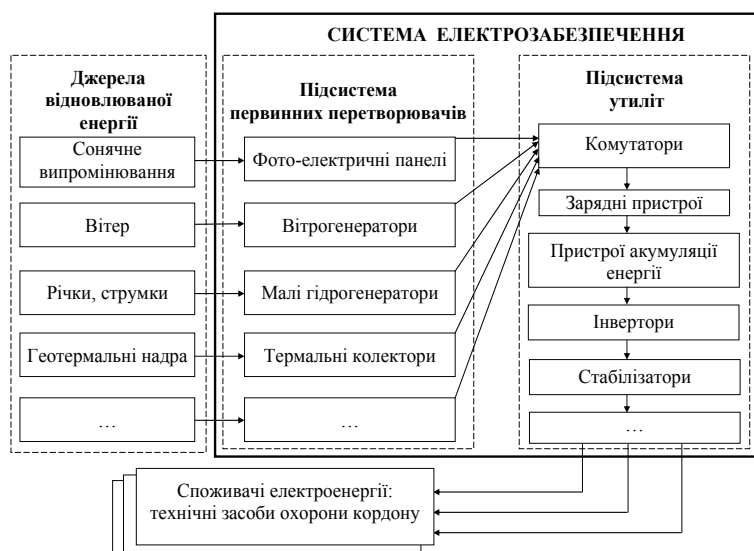 СИСТЕМА ЕЛЕКТРОЗАБЕЗПЕЧЕННЯ
Джерела
відновлюваної
енергії
Сонячне
випромінювання
Вітер
Річки, струмки
Геотермальні надра
…
Підсистема
первинних перетворювачів
Фото-електричні панелі
Вітрогенератори
Малі гідрогенератори
Термальні колектори
…
Підсистема
утиліт
Комутатори
Зарядні пристрої
Пристрої акумуляції
енергії
Інвертори
Стабілізатори
…
Споживачі електроенергії:
технічні засоби охорони кордону